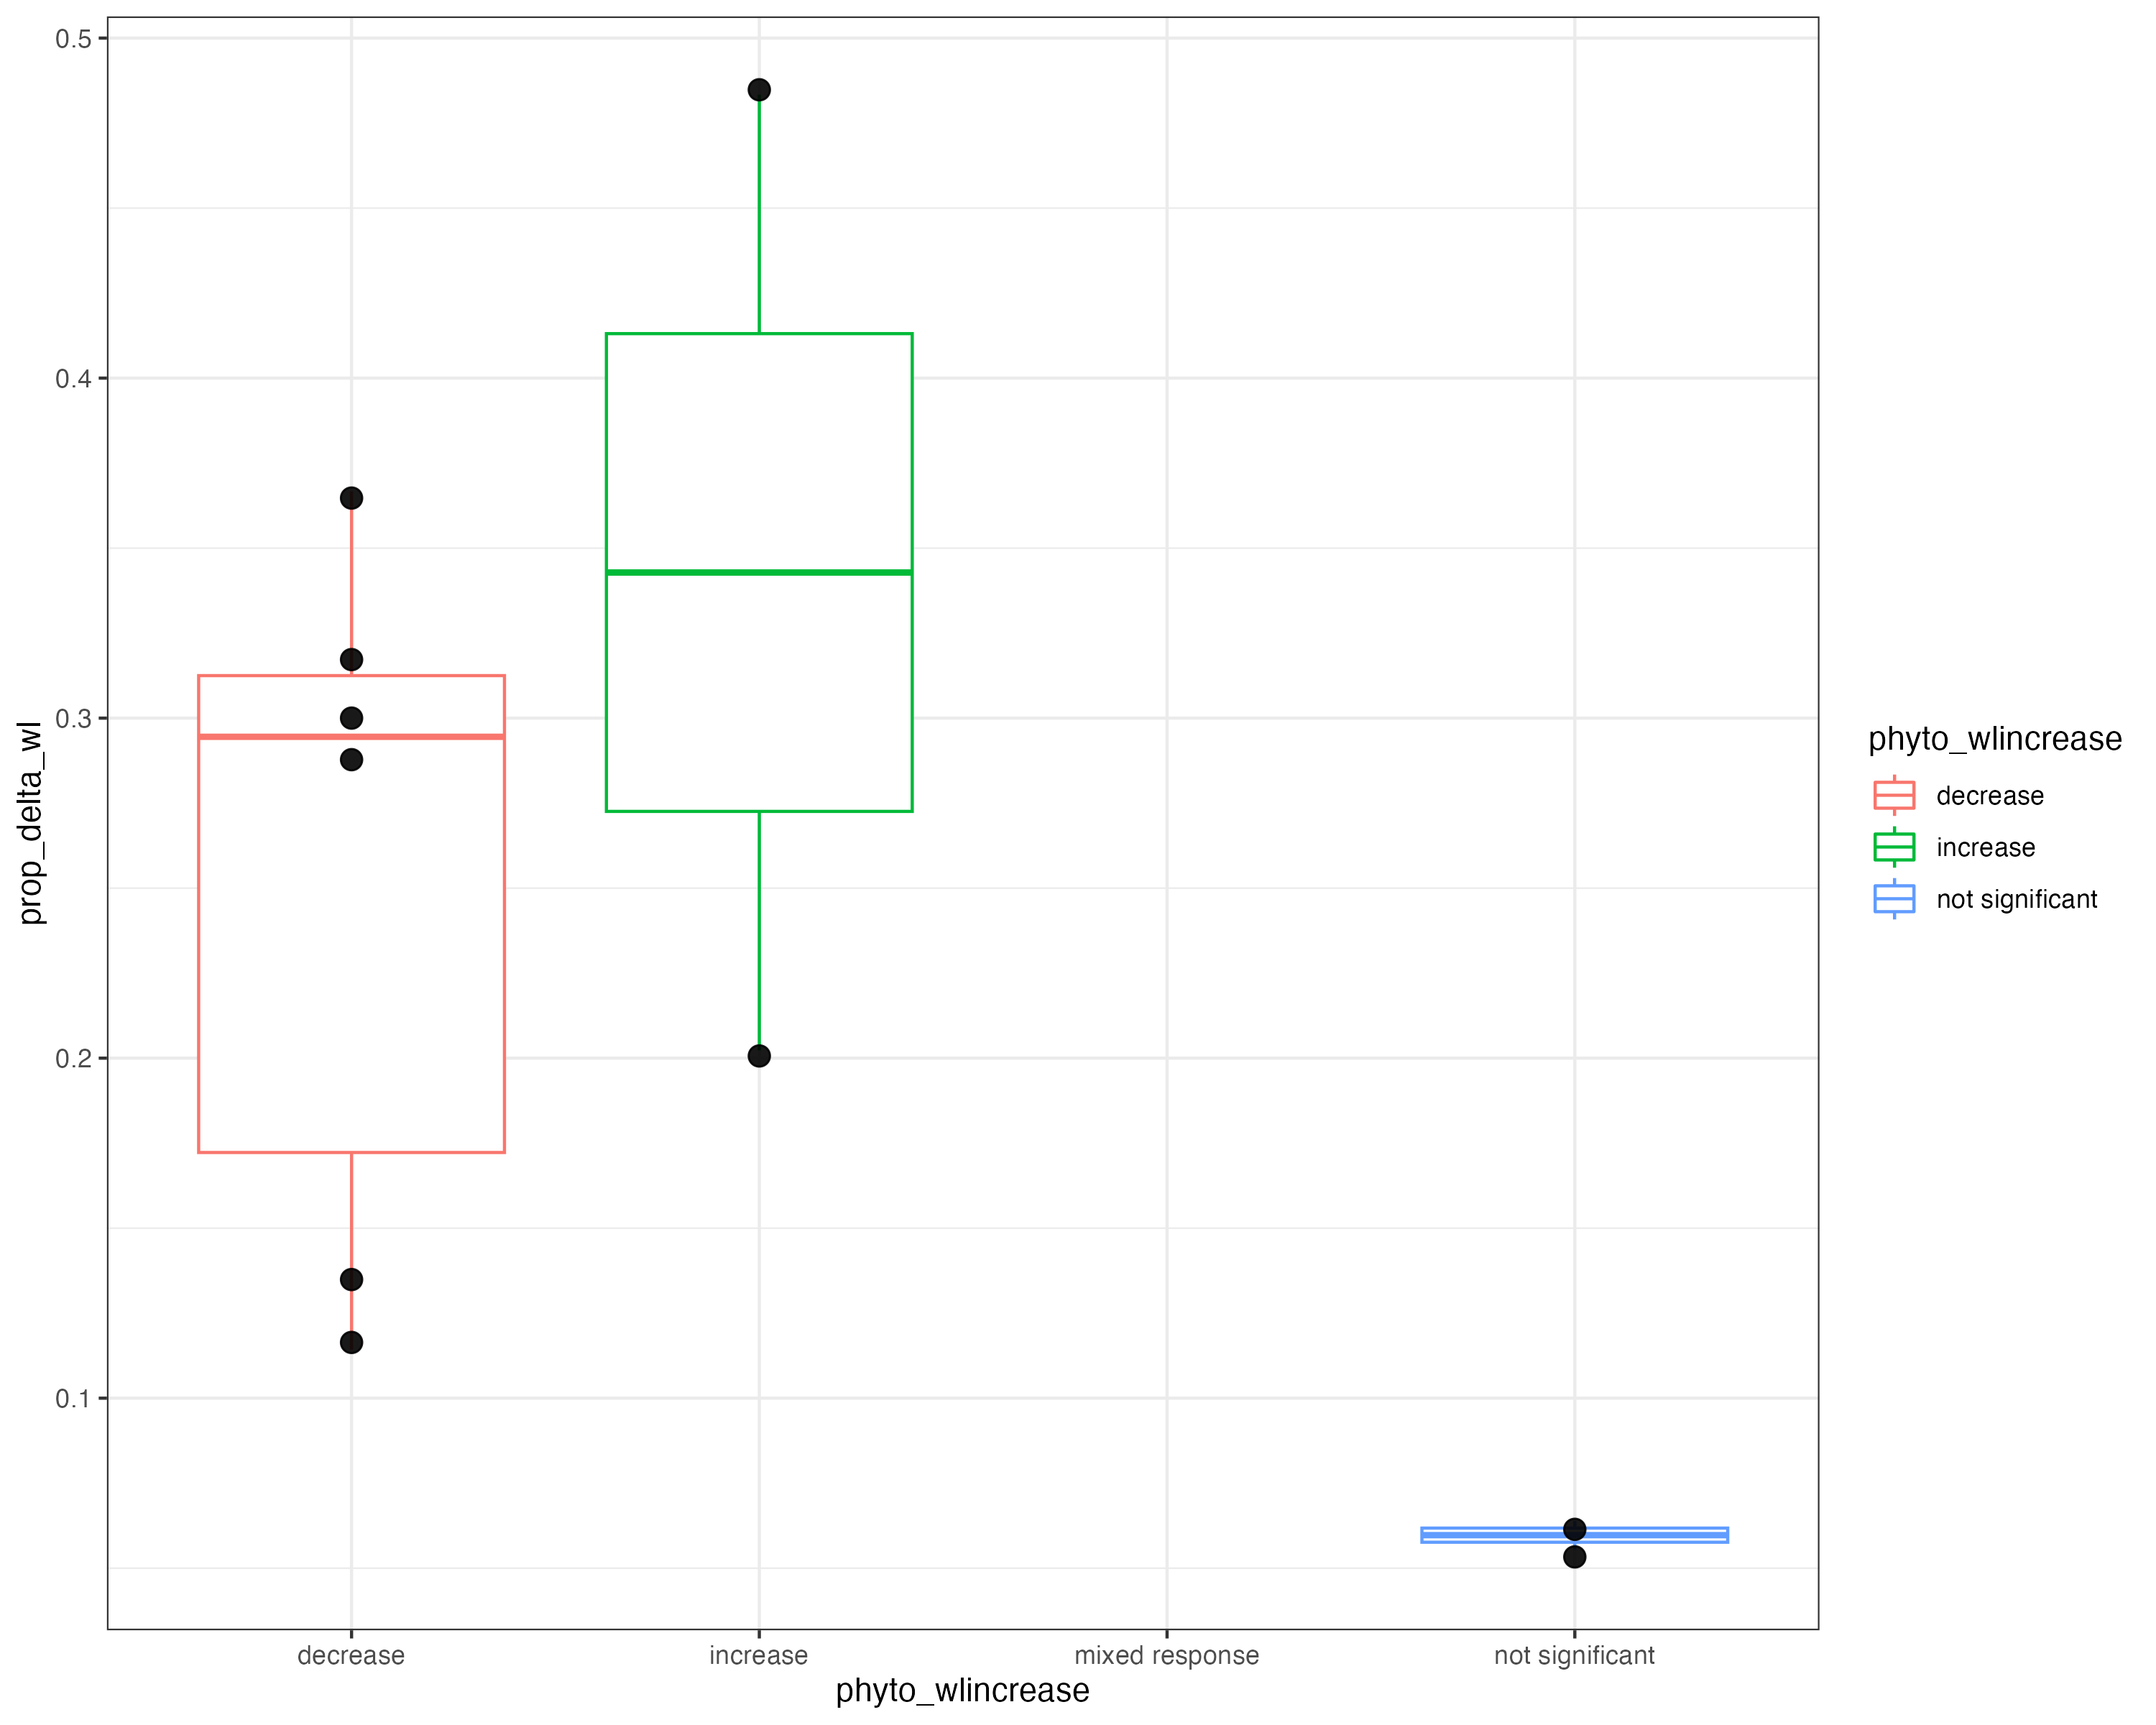 prop_delta_wl
0.5
0.4
0.3
0.2
0.1
decrease
increase
mixed response
not significant
phyto_wlincrease
phyto_wlincrease
decrease
increase
not significant